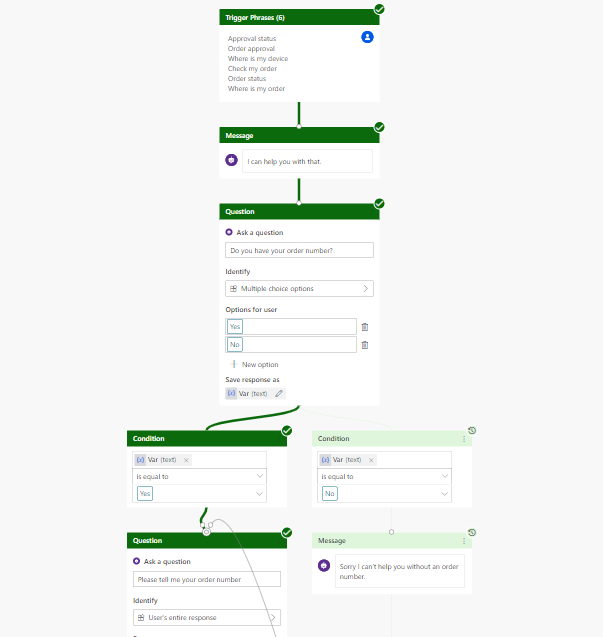 Trigger Phrases (6)
Approval status
Order approval
Where is my device
Check my order
Order status
Where is my order
Message
I can help you with that.
Question
Ask a question
Do you have your order number?
Identify
Multiple choice options
Options for user
Yes
No
New option
Save response as
{x} Var (text)
Condition
{x} Var (text)
is equal to
Yes
Condition
{x} Var (text)
is equal to
No
Question
Ask a question
Please tell me your order number
Identify
User's entire response
Message
Sorry I can't help you without an order
number.